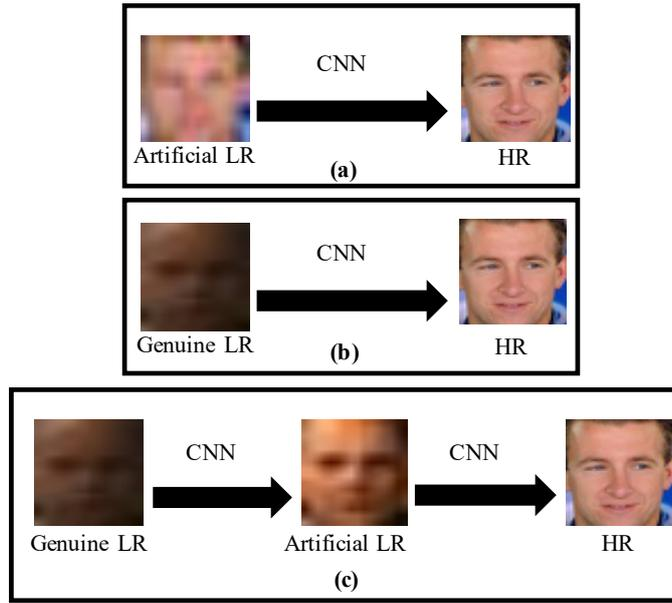 CNN
Artificial LR
HR
(a)
CNN
Genuine LR
HR
(b)
CNN
CNN
Genuine LR
Artificial LR
HR
(c)